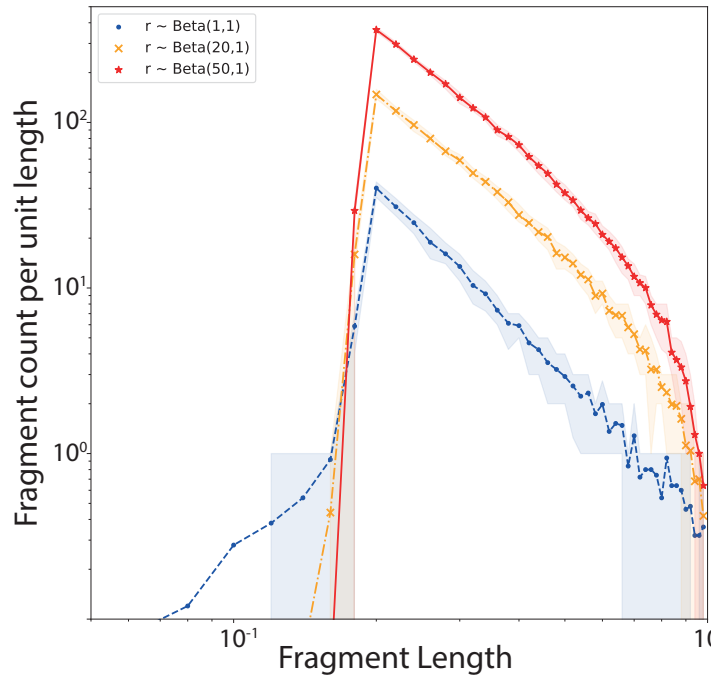 r ~ Beta(1,1)
r ~ Beta(20,1)
r ~ Beta(50,1)
Fragment count per unit length
10²
10¹
10⁰
10⁻¹
Fragment Length